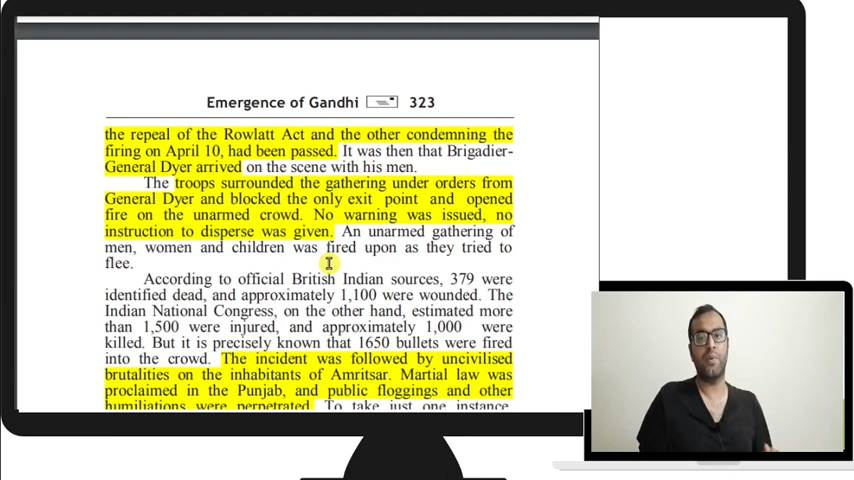 Emergence of Gandhi 323
the repeal of the Rowlatt Act and the other condemning the
firing on April 10, had been passed. It was then that Brigadier-
General Dyer arrived on the scene with his men.
The troops surrounded the gathering under orders from
General Dyer and blocked the only exit point and opened
fire on the unarmed crowd. No warning was issued, no
instruction to disperse was given. An unarmed gathering of
men, women and children was fired upon as they tried to
flee.
According to official British Indian sources, 379 were
identified dead, and approximately 1,100 were wounded. The
Indian National Congress, on the other hand, estimated more
than 1,500 were injured, and approximately 1,000 were
killed. But it is precisely known that 1650 bullets were fired
into the crowd. The incident was followed by uncivilised
brutalities on the inhabitants of Amritsar. Martial law was
proclaimed in the Punjab, and public floggings and other
humiliations were perpetrated. To take just one instance,